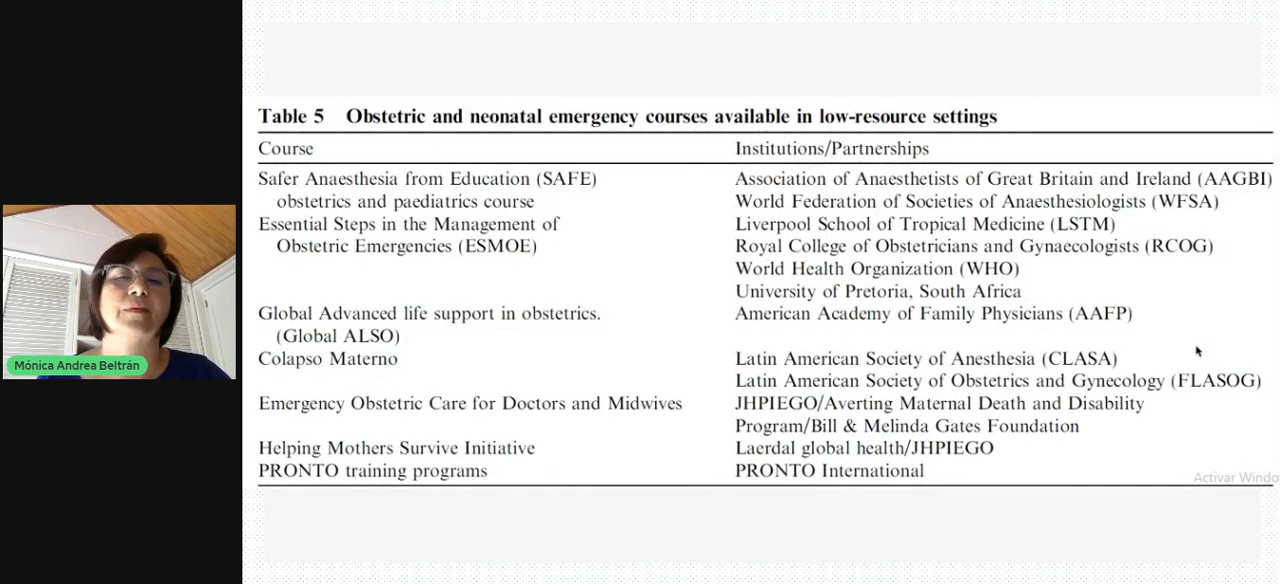 Table 5 Obstetric and neonatal emergency courses available in low-resource settings
Course Institutions/Partnerships
Safer Anaesthesia from Education (SAFE) Association of Anaesthetists of Great Britain and Ireland (AAGBI)
obstetrics and paediatrics course World Federation of Societies of Anaesthesiologists (WFSA)
Essential Steps in the Management of Liverpool School of Tropical Medicine (LSTM)
Obstetric Emergencies (ESMOE) Royal College of Obstetricians and Gynaecologists (RCOG)
World Health Organization (WHO)
University of Pretoria, South Africa
Global Advanced life support in obstetrics. American Academy of Family Physicians (AAFP)
(Global ALSO)
Colapso Materno Latin American Society of Anesthesia (CLASA)
Latin American Society of Obstetrics and Gynecology (FLASOG)
Emergency Obstetric Care for Doctors and Midwives JHPIEGO/Averting Maternal Death and Disability
Program/Bill & Melinda Gates Foundation
Helping Mothers Survive Initiative Laerdal global health/JHPIEGO
PRONTO training programs PRONTO International
Mónica Andrea Beltrán
Activar Windo